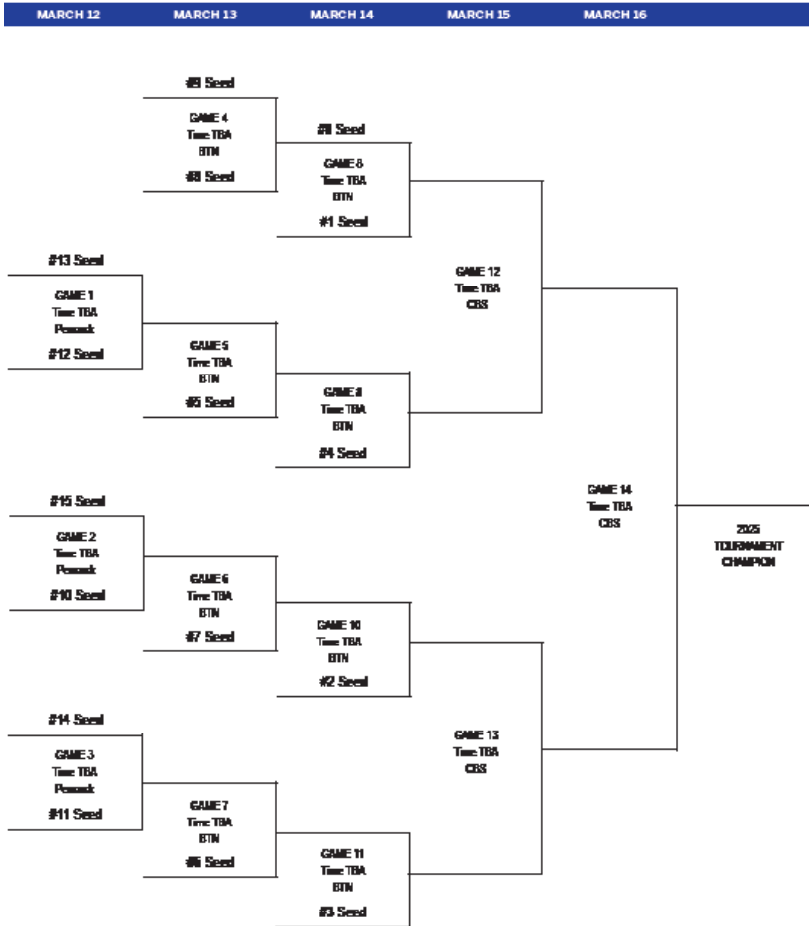 MARCH 12
MARCH 13
MARCH 14
MARCH 15
MARCH 16
#9 Seed
GAME 4
Time TBA
BTN
#8 Seed
Seed
GAME
Time TBA
BTN
#1 Seed
#13 Seed
GAME 1
Time TBA
Peacock
#12 Seed
GAME 5
Time TBA
BTN
#5 Seed
GAME
Time TBA
BTN
#4 Seed
GAME 12
Time TBA
CBS
#15 Seed
GAME 2
Time TBA
Peacock
#10 Seed
GAME 6
Time TBA
BTN
#7 Seed
GAME 10
Time TBA
BTN
#2 Seed
#14 Seed
GAME 3
Time TBA
Peacock
#11 Seed
GAME 7
Time TBA
BTN
#6 Seed
GAME 11
Time TBA
BTN
#3 Seed
GAME 13
Time TBA
CBS
GAME 14
Time TBA
CBS
2025
TOURNAMENT
CHAMPION